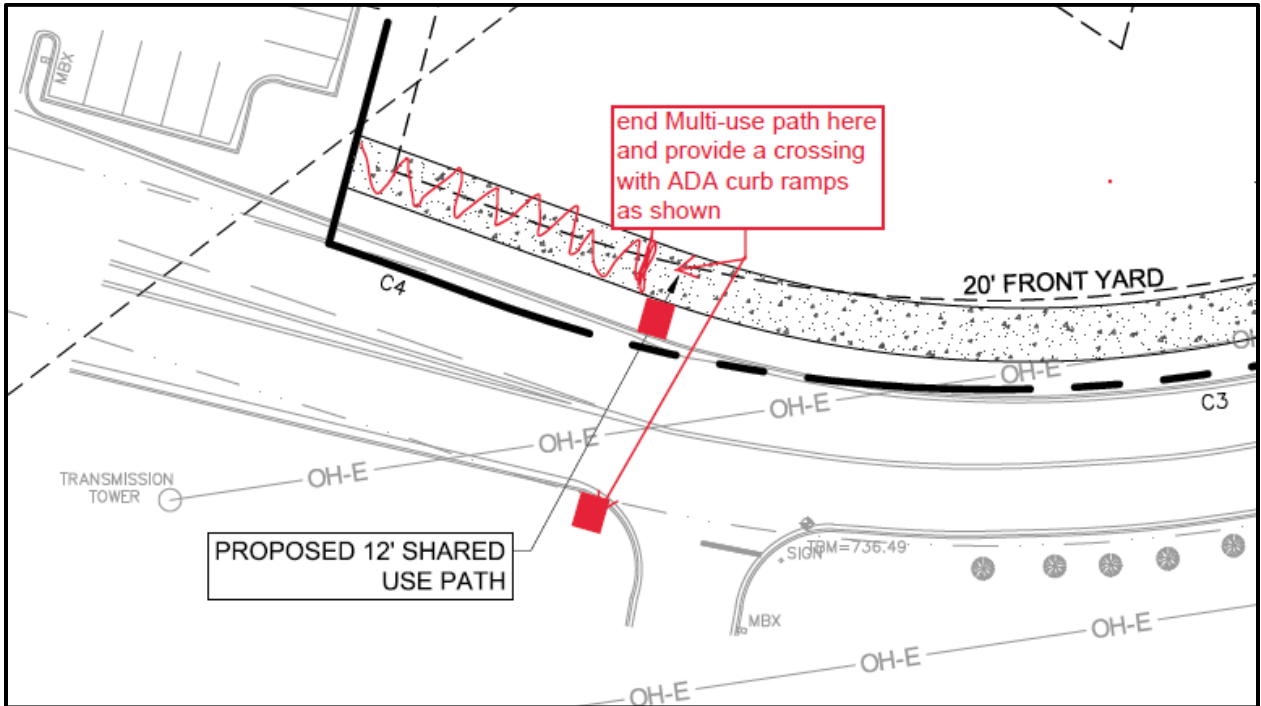 MBX
end Multi-use path here
and provide a crossing
with ADA curb ramps
as shown
20' FRONT YARD
C4
OH-E
OH-E
OH-E
C3
OH-E
OH-E
TRANSMISSION
TOWER
PROPOSED 12' SHARED
USE PATH
TBM=736.49
SIGN
MBX
OH-E
OH-E
OH-E